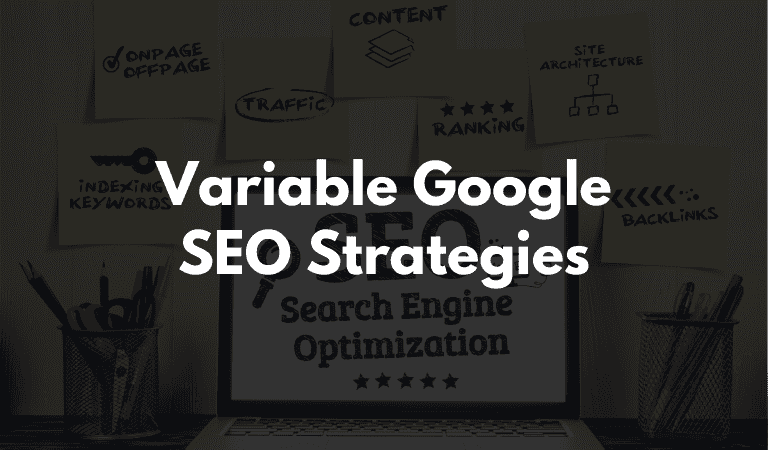 CONTENT
ONPAGE
OFFPAGE
SITE
ARCHITECTURE
TRAFFIC
RANKING
INDEXING
KEYWORDS
BACKLINKS
Variable Google
SEO Strategies
SEO
Search Engine
Optimization